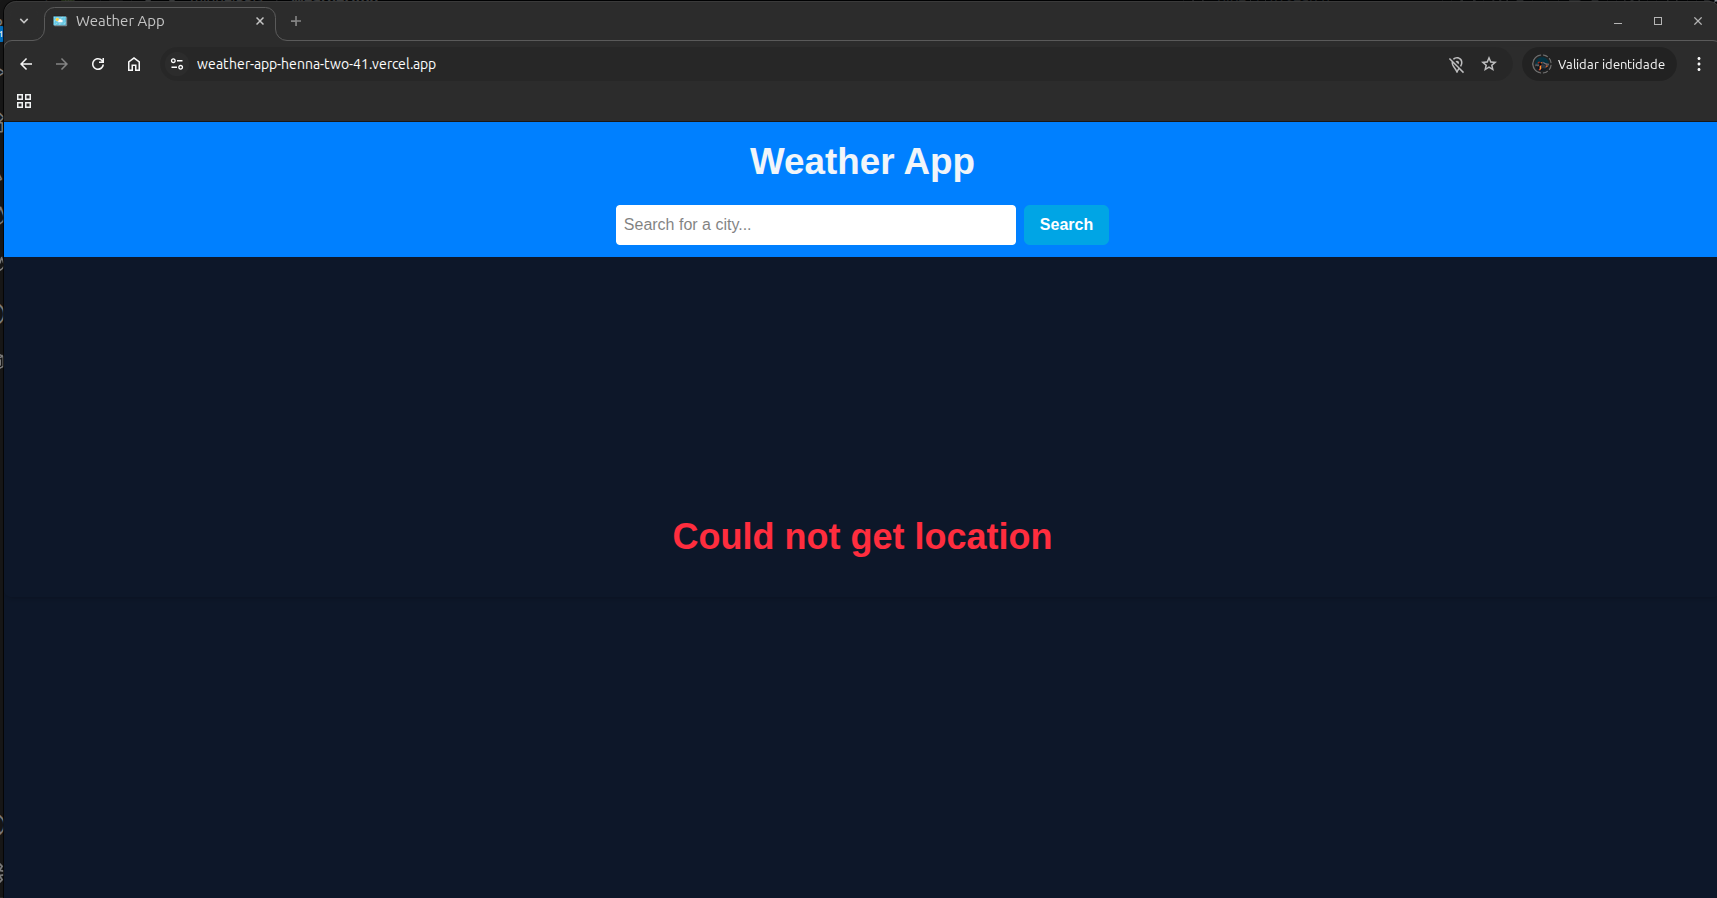 Weather App
weather-app-henna-two-41.vercel.app
Validar identidade
Weather App
Search for a city...
Search
Could not get location